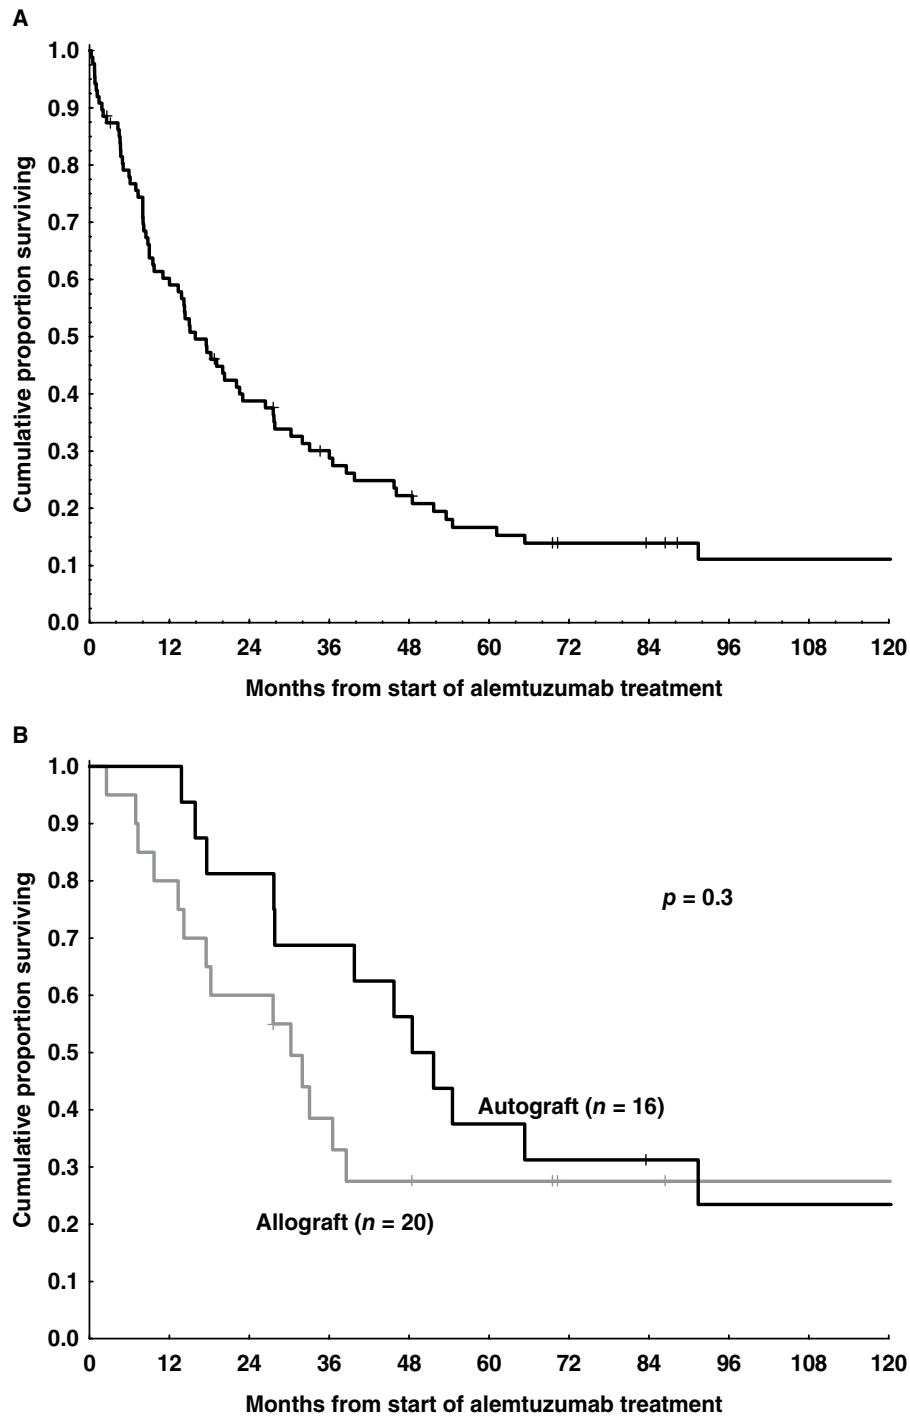 A
1.0
0.9
0.8
0.7
0.6
0.5
0.4
0.3
0.2
0.1
0.0
Cumulative proportion surviving
0 12 24 36 48 60 72 84 96 108 120
Months from start of alemtuzumab treatment
B
1.0
0.9
0.8
0.7
0.6
0.5
0.4
0.3
0.2
0.1
0.0
Cumulative proportion surviving
p = 0.3
Autograft (n = 16)
Allograft (n = 20)
0 12 24 36 48 60 72 84 96 108 120
Months from start of alemtuzumab treatment